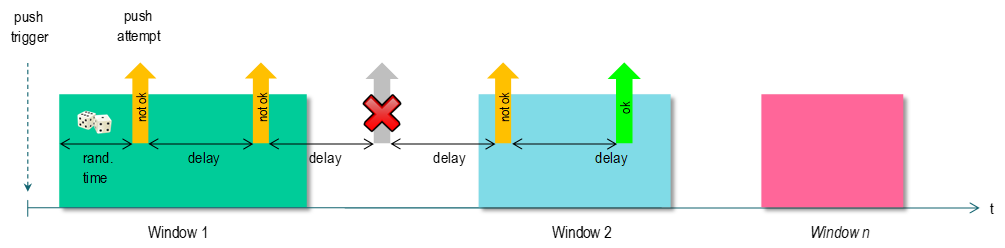 push
trigger
push
attempt
not ok
not ok
not ok
ok
rand.
time
delay
delay
delay
delay
t
Window 1
Window 2
Window n